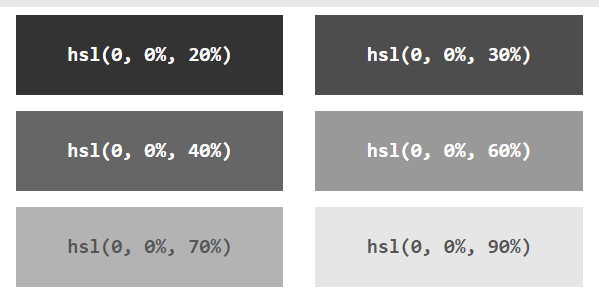 hsl(0, 0%, 20%)
hsl(0, 0%, 30%)
hsl(0, 0%, 40%)
hsl(0, 0%, 60%)
hsl(0, 0%, 70%)
hsl(0, 0%, 90%)